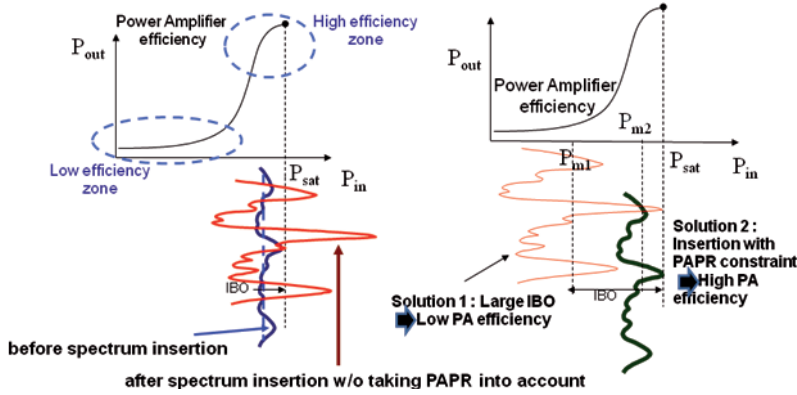 Power Amplifier
efficiency
High efficiency
zone
Pout
Low efficiency
zone
Psat
Pin
IBO
before spectrum insertion
after spectrum insertion w/o taking PAPR into account
Pout
Power Amplifier
efficiency
Pm2
Pm1
Psat
Pin
Solution 1 : Large IBO
Low PA efficiency
IBO
Solution 2 :
Insertion with
PAPR constraint
High PA
efficiency